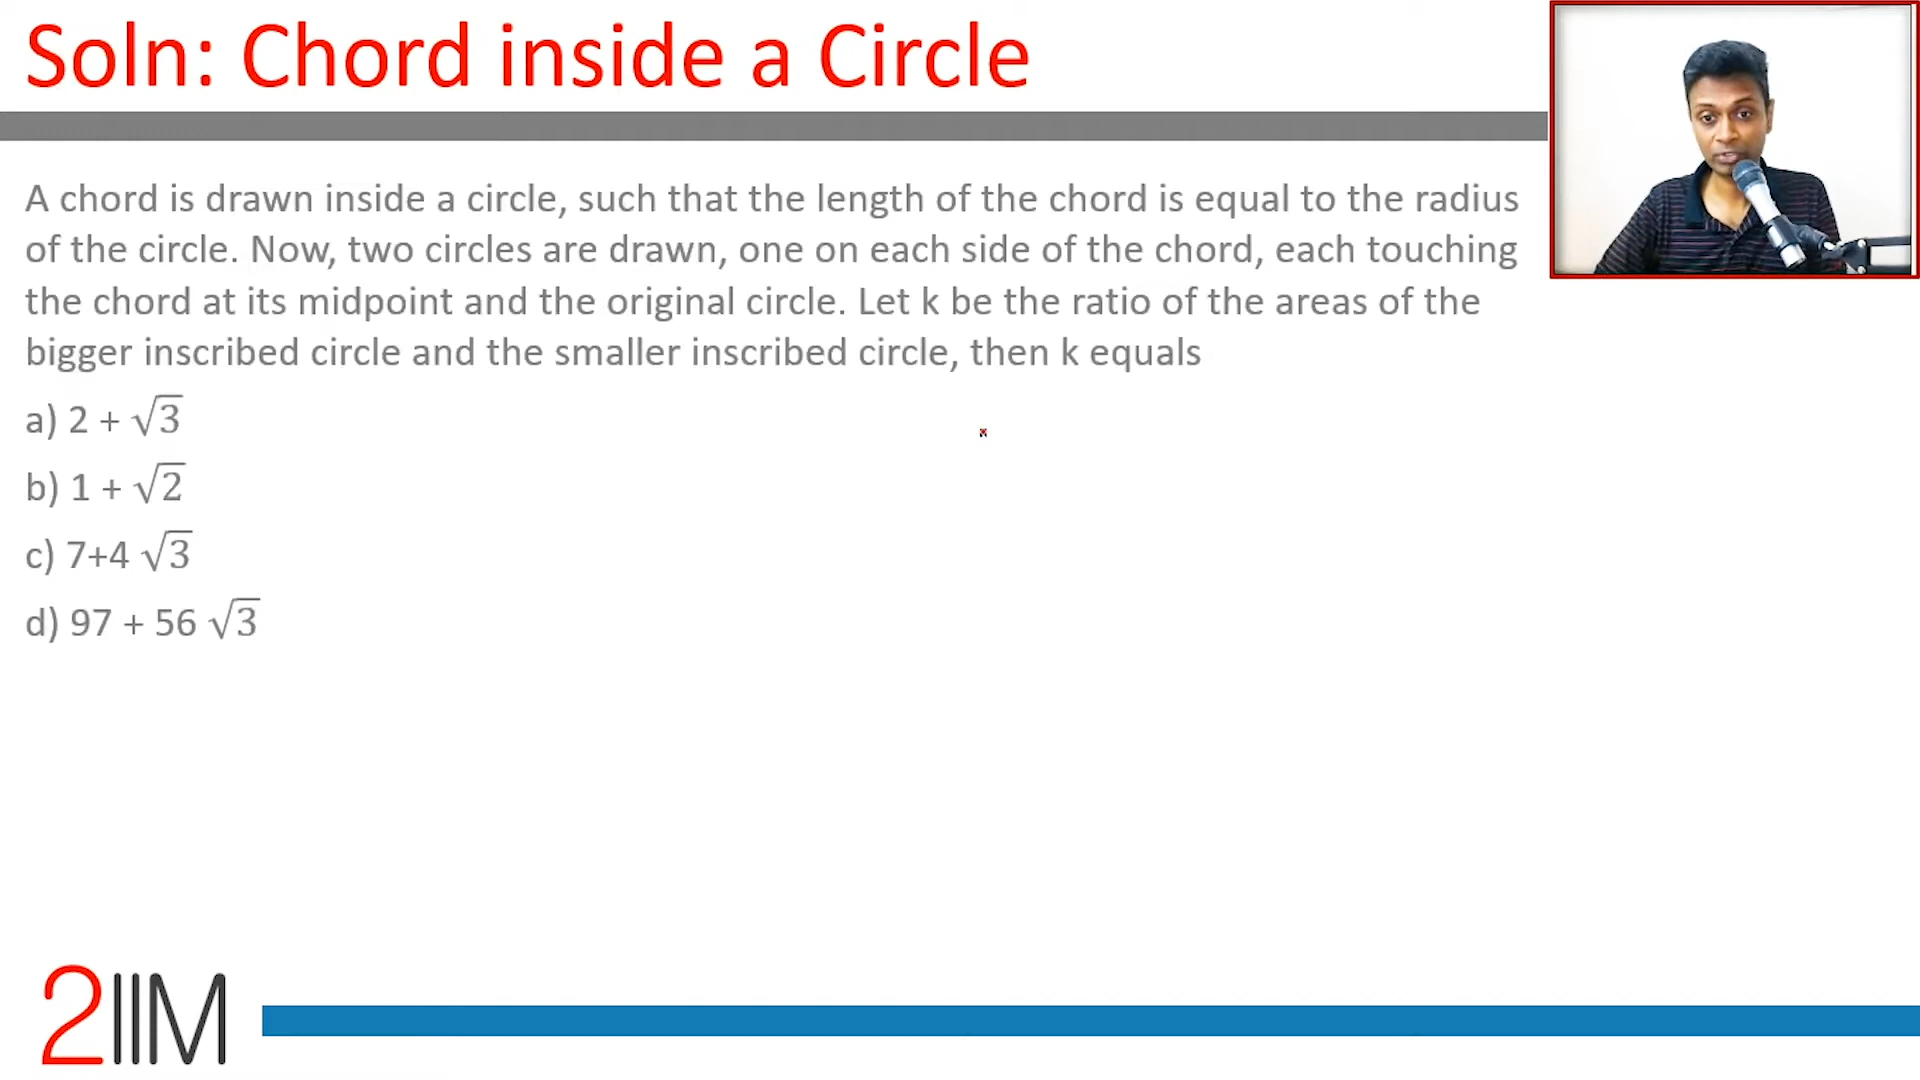 Soln: Chord inside a Circle
A chord is drawn inside a circle, such that the length of the chord is equal to the radius
of the circle. Now, two circles are drawn, one on each side of the chord, each touching
the chord at its midpoint and the original circle. Let k be the ratio of the areas of the
bigger inscribed circle and the smaller inscribed circle, then k equals
a) 2 + √3
b) 1 + √2
c) 7+4 √3
d) 97 + 56 √3
2IIM